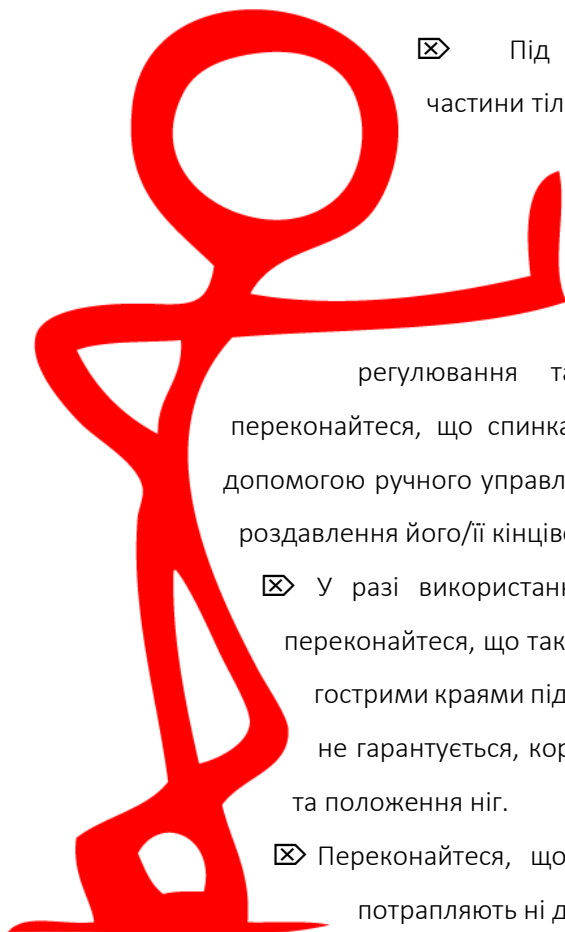 ⌦ Під
частини тіл
регулювання та
переконайтеся, що спинка
допомогою ручного управл
роздавлення його/її кінціво
⌦ У разі використанн
переконайтеся, що так
гострими краями під
не гарантується, кор
та положення ніг.
⌦ Переконайтеся, що
потрапляють ні д